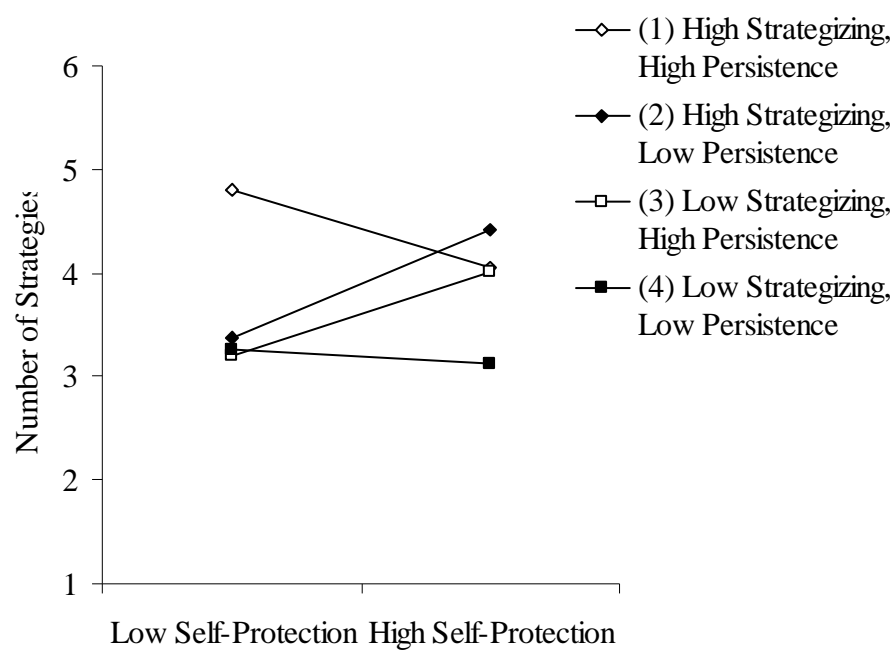 (1) High Strategizing,
High Persistence
(2) High Strategizing,
Low Persistence
(3) Low Strategizing,
High Persistence
(4) Low Strategizing,
Low Persistence
Number of Strategies
6
5
4
3
2
1
Low Self-Protection High Self-Protection